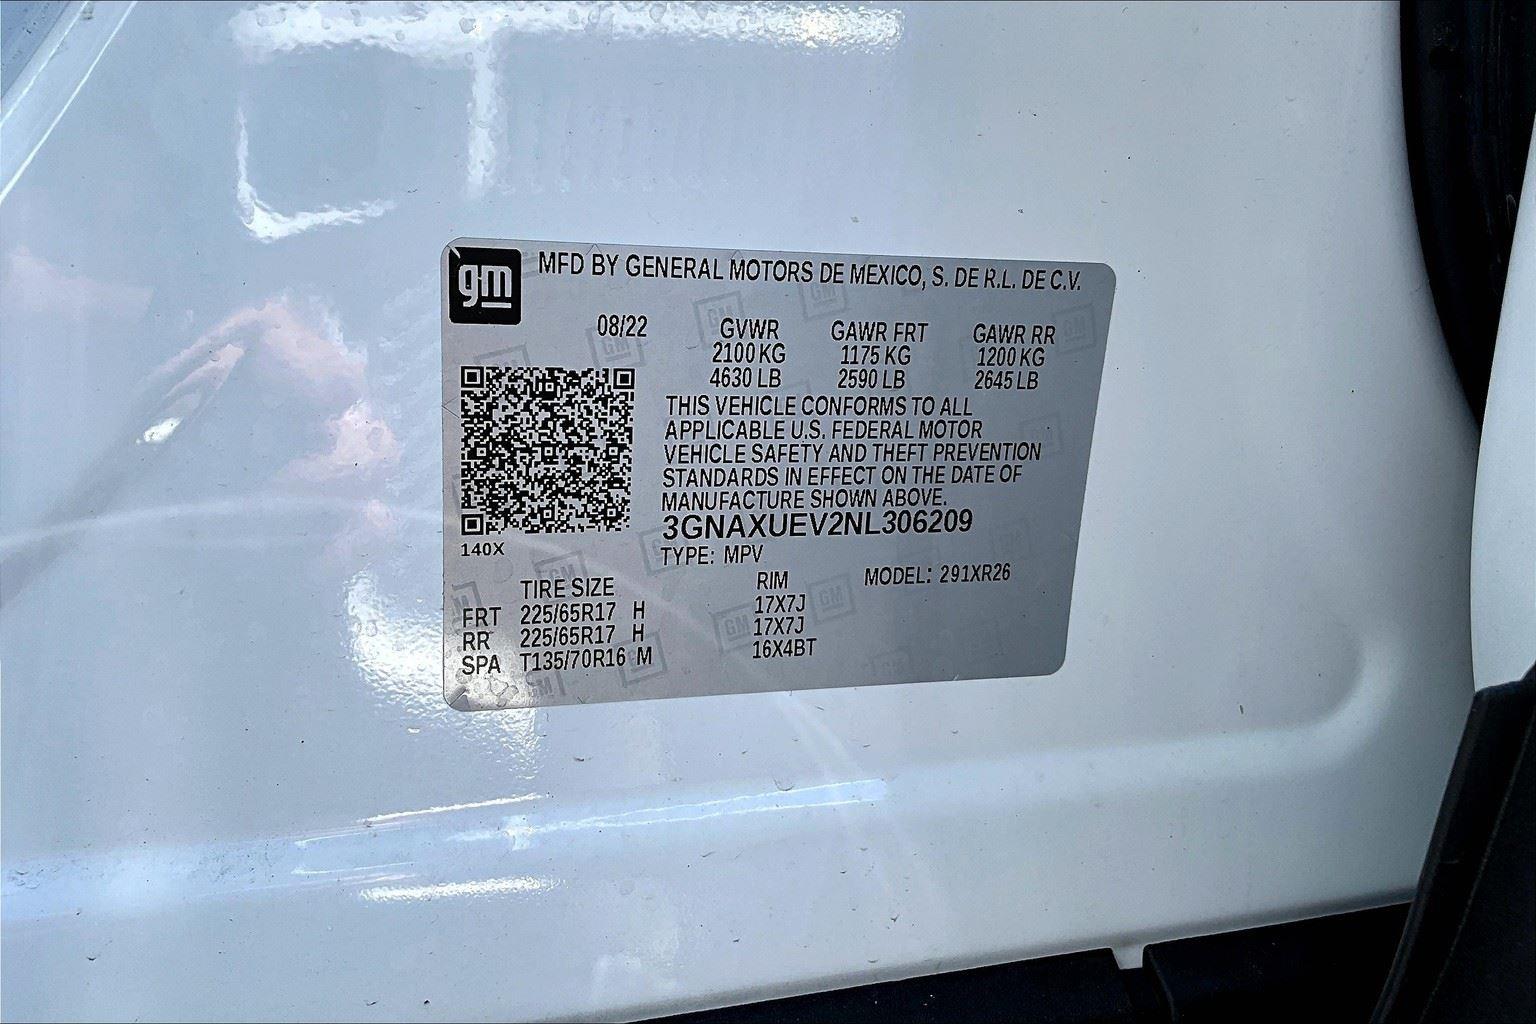 gm
MFD BY GENERAL MOTORS DE MEXICO, S. DE R.L. DE C.V.
08/22 GVWR GAWR FRT GAWR RR
2100 KG 1175 KG 1200 KG
4630 LB 2590 LB 2645 LB
THIS VEHICLE CONFORMS TO ALL
APPLICABLE U.S. FEDERAL MOTOR
VEHICLE SAFETY AND THEFT PREVENTION
STANDARDS IN EFFECT ON THE DATE OF
MANUFACTURE SHOWN ABOVE.
3GNAXUEV2NL306209
140X
TYPE: MPV
TIRE SIZE RIM MODEL: 291XR26
FRT 225/65R17 H 17X7J
RR 225/65R17 H 17X7J
SPA T135/70R16 M 16X4BT